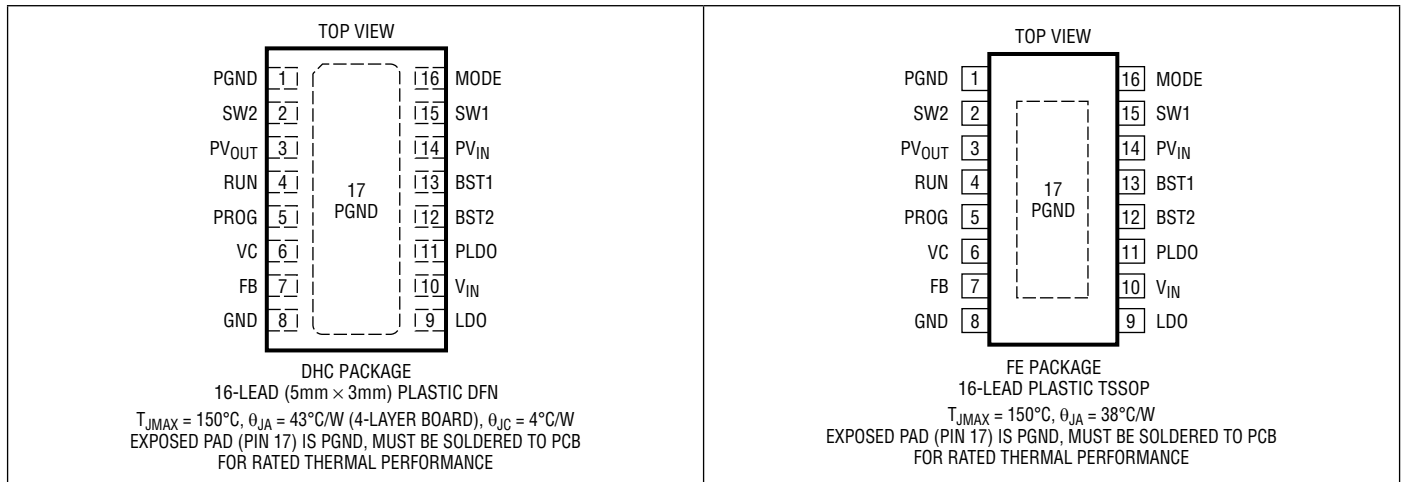 TOP VIEW
PGND 1 16 MODE
SW2 2 15 SW1
PVOUT 3 14 PVIN
RUN 4 13 BST1
17
PROG 5 PGND 12 BST2
VC 6 11 PLDO
FB 7 10 VIN
GND 8 9 LDO
DHC PACKAGE
16-LEAD (5mm × 3mm) PLASTIC DFN
TJMAX = 150°C, θJA = 43°C/W (4-LAYER BOARD), θJC = 4°C/W
EXPOSED PAD (PIN 17) IS PGND, MUST BE SOLDERED TO PCB
FOR RATED THERMAL PERFORMANCE
TOP VIEW
PGND 1 16 MODE
SW2 2 15 SW1
PVOUT 3 14 PVIN
RUN 4 13 BST1
17
PROG 5 PGND 12 BST2
VC 6 11 PLDO
FB 7 10 VIN
GND 8 9 LDO
FE PACKAGE
16-LEAD PLASTIC TSSOP
TJMAX = 150°C, θJA = 38°C/W
EXPOSED PAD (PIN 17) IS PGND, MUST BE SOLDERED TO PCB
FOR RATED THERMAL PERFORMANCE